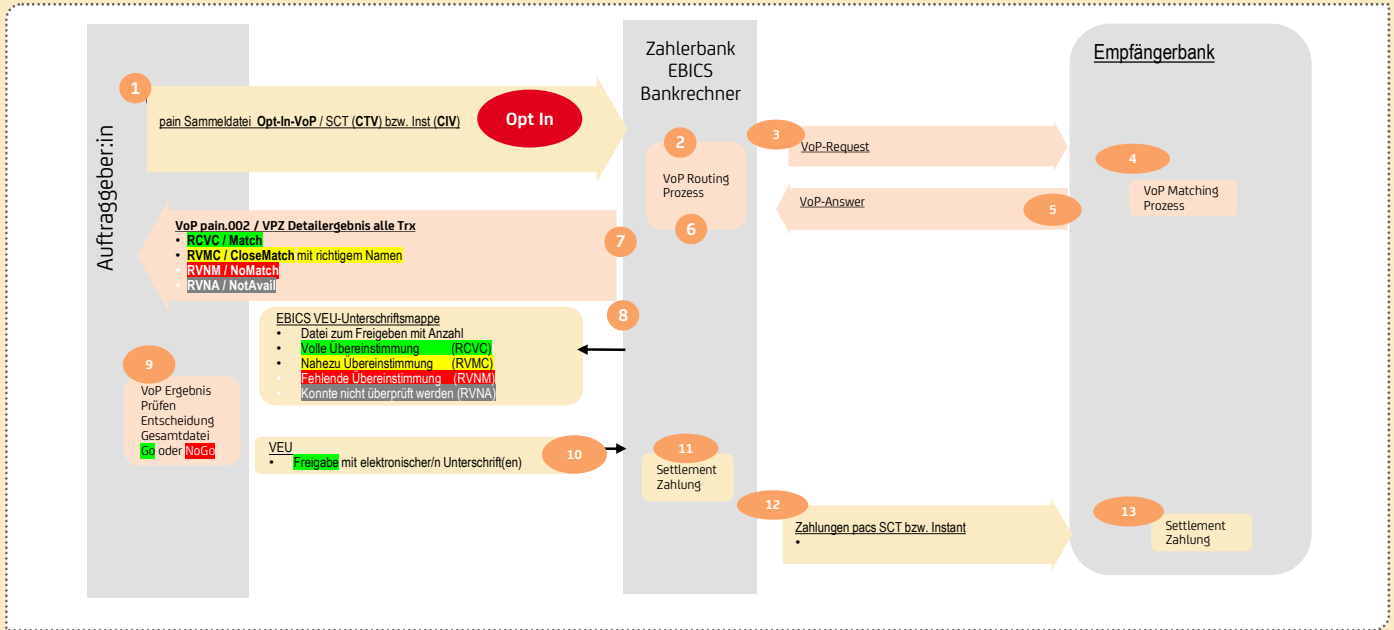 Auftraggeber:in
Zahlerbank
EBICS
Bankrechner
Empfängerbank
1
pain Sammeldatei Opt-In-VoP / SCT (CTV) bzw. Inst (CIV)
Opt In
2
VoP Routing
Prozess
6
3
VoP-Request
4
VoP Matching
Prozess
VoP-Answer
5
7
VoP pain.002 / VPZ Detailergebnis alle Trx
• RCVC / Match
• RVMC / CloseMatch mit richtigem Namen
• RVNM / NoMatch
• RVNA / NotAvail
8
EBICS VEU-Unterschriftsmappe
• Datei zum Freigeben mit Anzahl
• Volle Übereinstimmung (RCVC)
• Nahezu Übereinstimmung (RVMC)
• Fehlende Übereinstimmung (RVNM)
• Konnte nicht überprüft werden (RVNA)
9
VoP Ergebnis
Prüfen
Entscheidung
Gesamtdatei
Go oder NoGo
VEU
• Freigabe mit elektronischer/n Unterschrift(en)
10
11
Settlement
Zahlung
12
Zahlungen pacs SCT bzw. Instant
•
13
Settlement
Zahlung